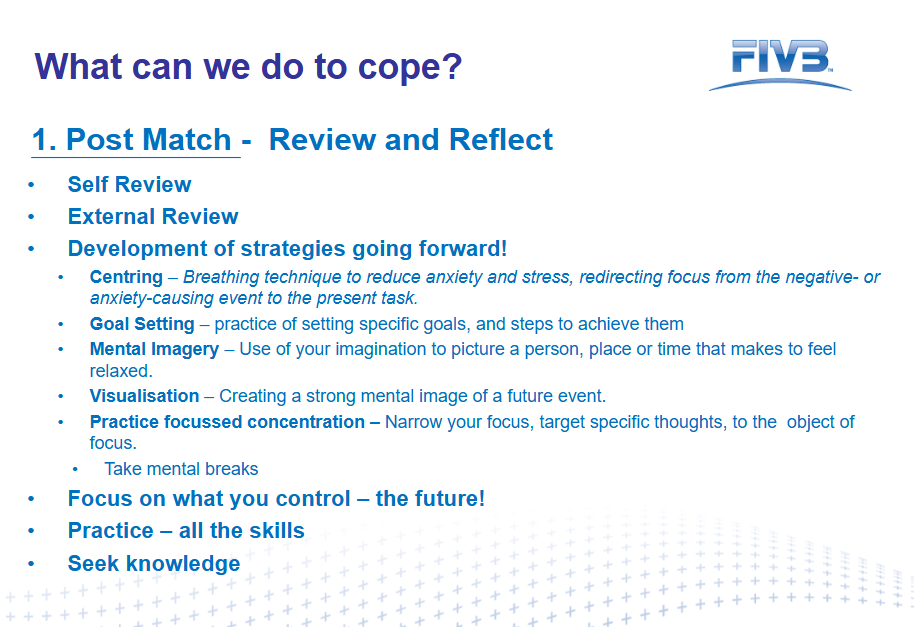 What can we do to cope?
FIVB
TM
1. Post Match - Review and Reflect
• Self Review
• External Review
• Development of strategies going forward!
• Centring – Breathing technique to reduce anxiety and stress, redirecting focus from the negative- or
anxiety-causing event to the present task.
• Goal Setting – practice of setting specific goals, and steps to achieve them
• Mental Imagery – Use of your imagination to picture a person, place or time that makes to feel
relaxed.
• Visualisation – Creating a strong mental image of a future event.
• Practice focussed concentration – Narrow your focus, target specific thoughts, to the object of
focus.
• Take mental breaks
• Focus on what you control – the future!
• Practice – all the skills
• Seek knowledge